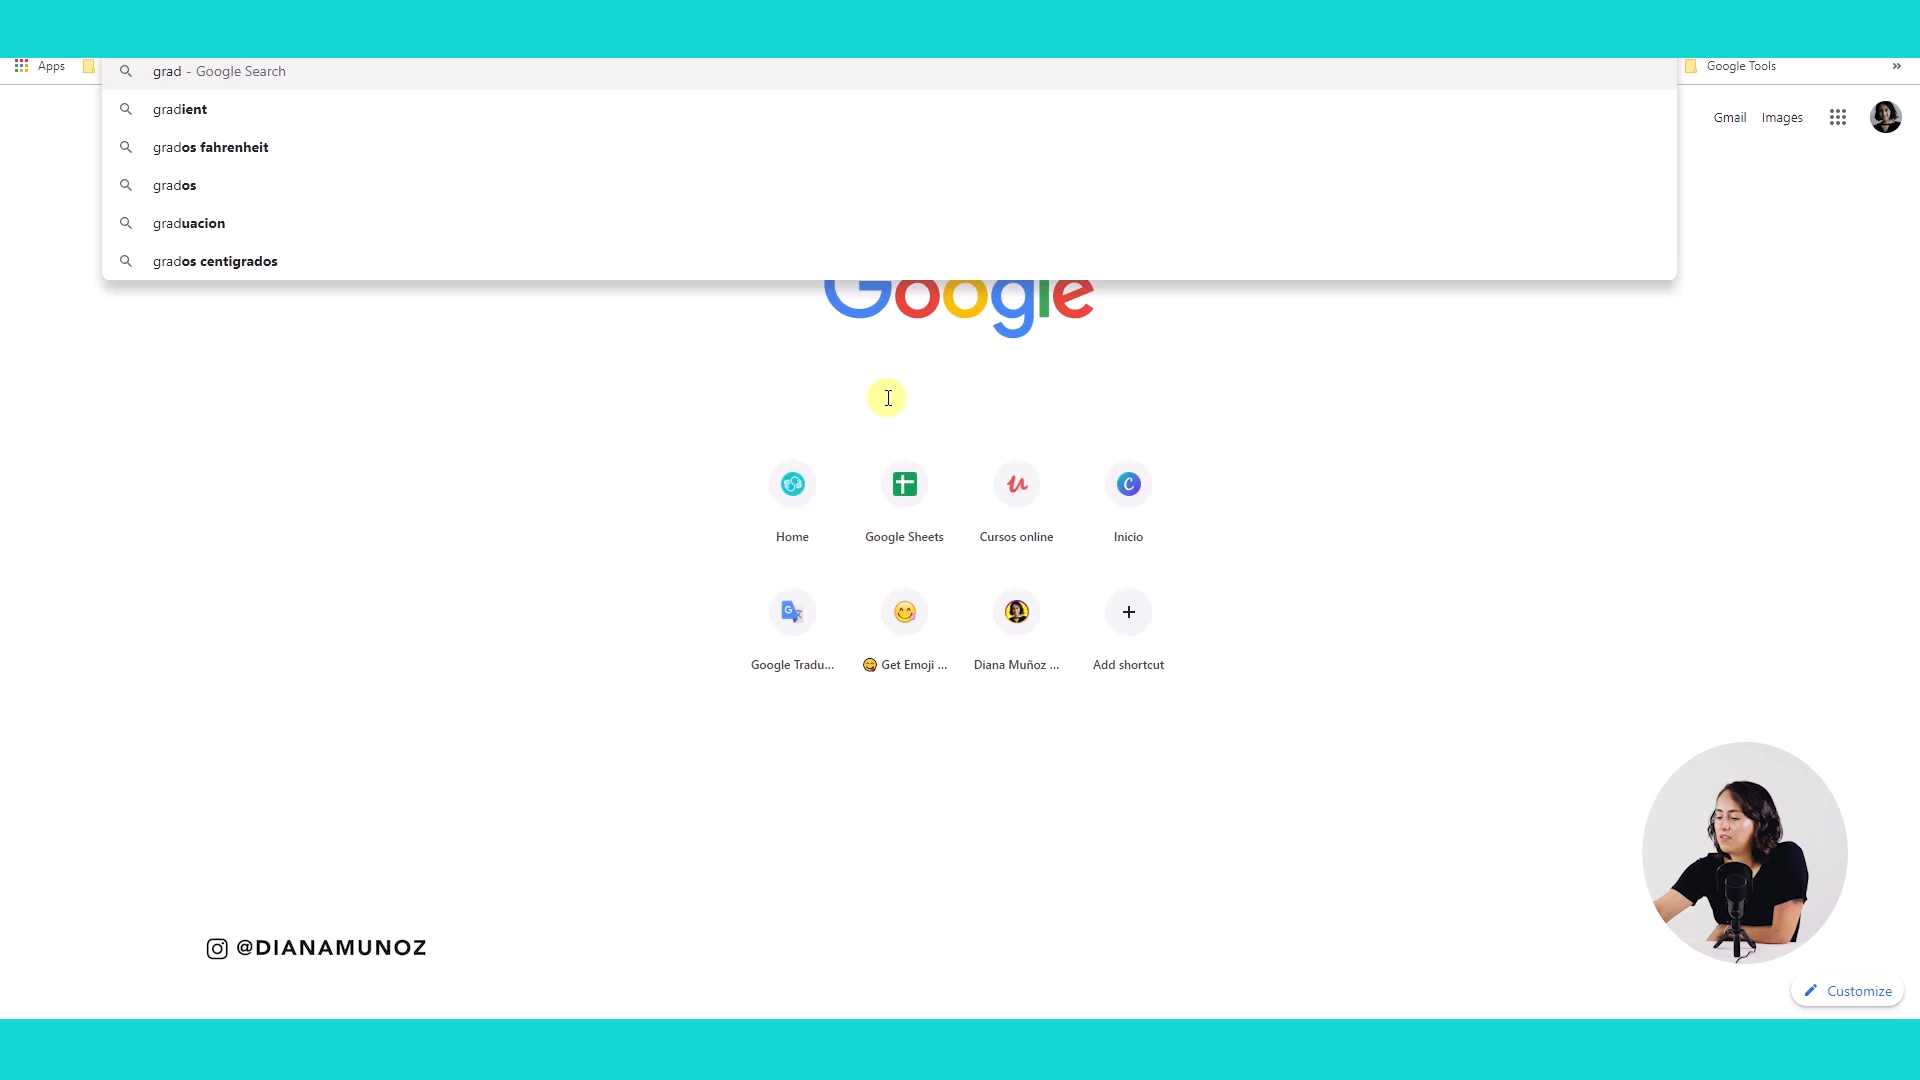 Apps
grad - Google Search
Google Tools
»
gradient
Gmail
Images
grados fahrenheit
grados
graduacion
grados centigrados
Google
Home
Google Sheets
Cursos online
Inicio
Google Tradu...
😋 Get Emoji ...
Diana Muñoz ...
Add shortcut
@DIANAMUNOZ
Customize